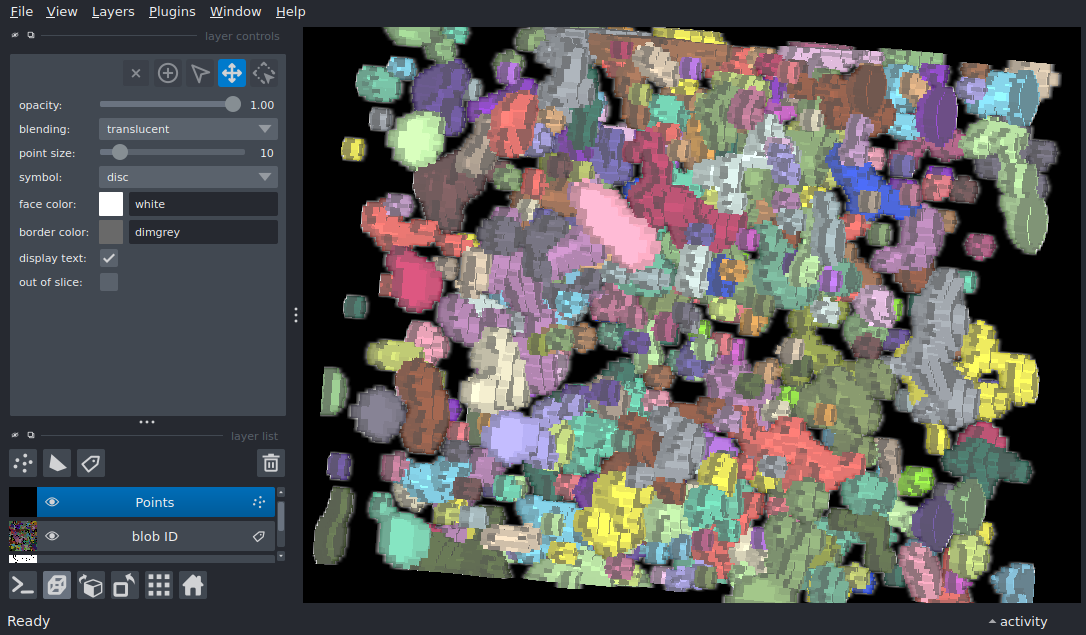 File View Layers Plugins Window Help
layer controls
opacity: 1.00
blending: translucent
point size: 10
symbol: disc
face color: white
border color: dimgrey
display text:
out of slice:
layer list
Points
blob ID
Ready activity